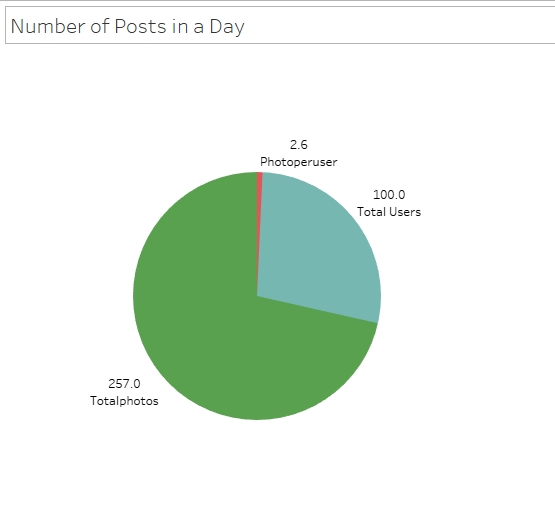 Number of Posts in a Day
2.6
Photoperuser
100.0
Total Users
257.0
Totalphotos